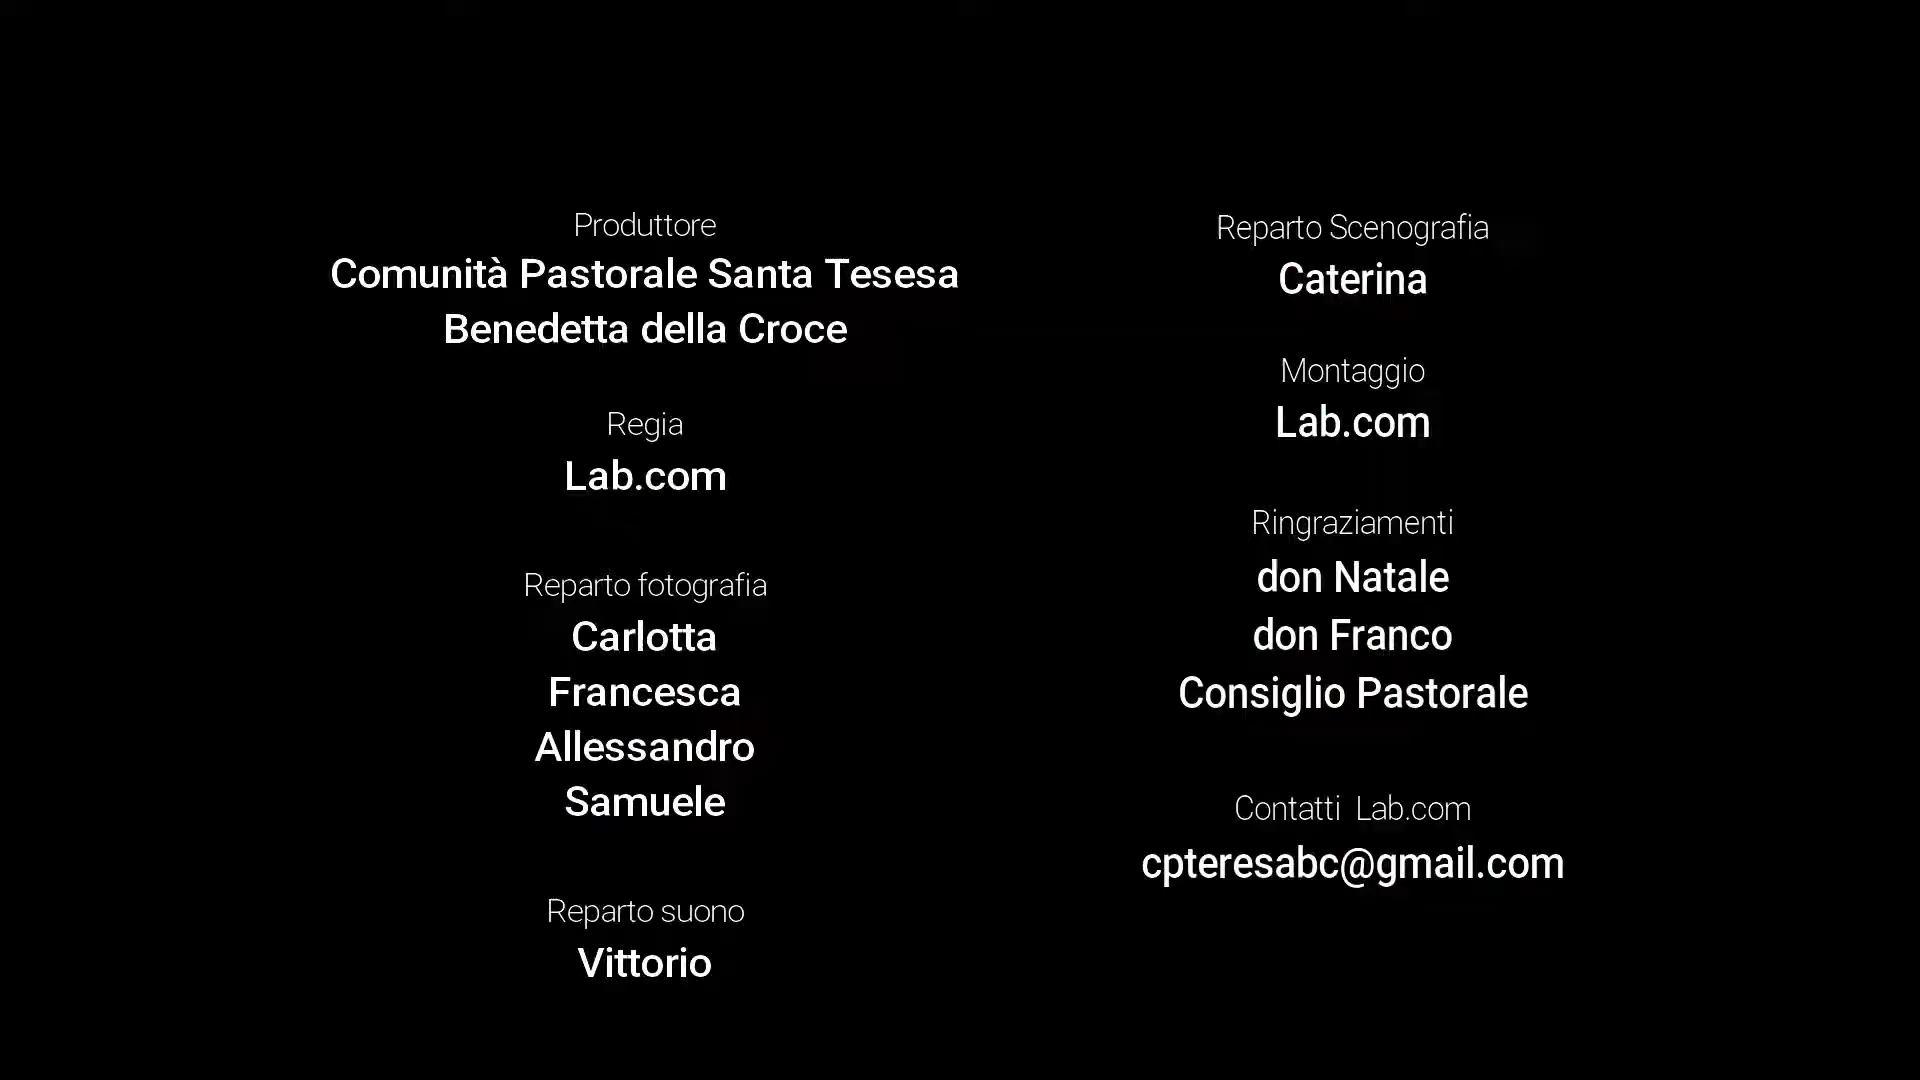 Produttore
Comunità Pastorale Santa Tesesa
Benedetta della Croce
Regia
Lab.com
Reparto fotografia
Carlotta
Francesca
Allessandro
Samuele
Reparto suono
Vittorio
Reparto Scenografia
Caterina
Montaggio
Lab.com
Ringraziamenti
don Natale
don Franco
Consiglio Pastorale
Contatti  Lab.com
cpteresabc@gmail.com